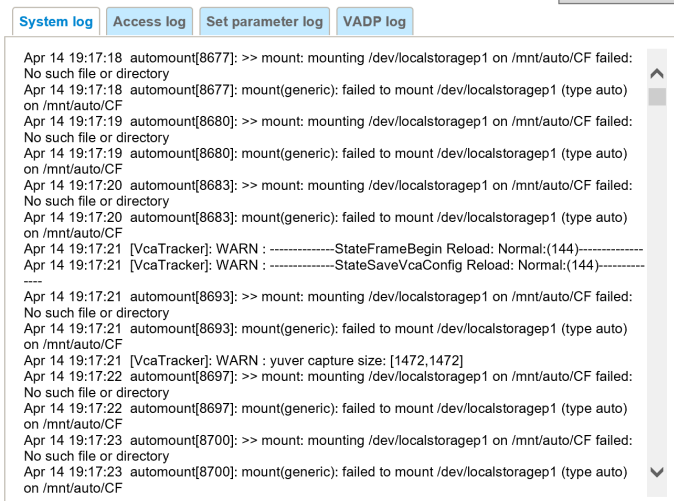 System log
Access log
Set parameter log
VADP log
Apr 14 19:17:18 automount[8677]: >> mount: mounting /dev/localstoragep1 on /mnt/auto/CF failed:
No such file or directory
Apr 14 19:17:18 automount[8677]: mount(generic): failed to mount /dev/localstoragep1 (type auto)
on /mnt/auto/CF
Apr 14 19:17:19 automount[8680]: >> mount: mounting /dev/localstoragep1 on /mnt/auto/CF failed:
No such file or directory
Apr 14 19:17:19 automount[8680]: mount(generic): failed to mount /dev/localstoragep1 (type auto)
on /mnt/auto/CF
Apr 14 19:17:20 automount[8683]: >> mount: mounting /dev/localstoragep1 on /mnt/auto/CF failed:
No such file or directory
Apr 14 19:17:20 automount[8683]: mount(generic): failed to mount /dev/localstoragep1 (type auto)
on /mnt/auto/CF
Apr 14 19:17:21 [VcaTracker]: WARN : --------------StateFrameBegin Reload: Normal:(144)--------------
Apr 14 19:17:21 [VcaTracker]: WARN : --------------StateSaveVcaConfig Reload: Normal:(144)----------
----
Apr 14 19:17:21 automount[8693]: >> mount: mounting /dev/localstoragep1 on /mnt/auto/CF failed:
No such file or directory
Apr 14 19:17:21 automount[8693]: mount(generic): failed to mount /dev/localstoragep1 (type auto)
on /mnt/auto/CF
Apr 14 19:17:21 [VcaTracker]: WARN : yuver capture size: [1472,1472]
Apr 14 19:17:22 automount[8697]: >> mount: mounting /dev/localstoragep1 on /mnt/auto/CF failed:
No such file or directory
Apr 14 19:17:22 automount[8697]: mount(generic): failed to mount /dev/localstoragep1 (type auto)
on /mnt/auto/CF
Apr 14 19:17:23 automount[8700]: >> mount: mounting /dev/localstoragep1 on /mnt/auto/CF failed:
No such file or directory
Apr 14 19:17:23 automount[8700]: mount(generic): failed to mount /dev/localstoragep1 (type auto)
on /mnt/auto/CF